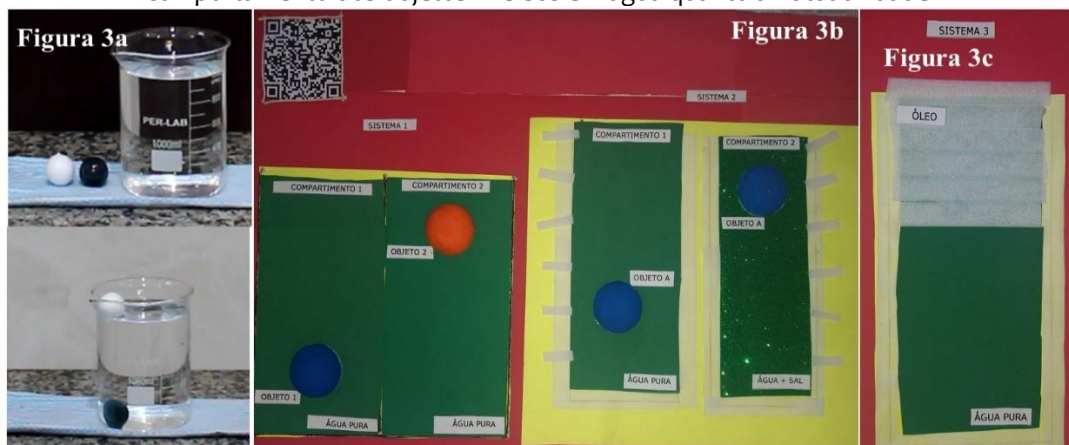 Figura 3a
PER-LAB
1000ml
Figura 3b
SISTEMA 1
SISTEMA 2
COMPARTIMENTO 1
COMPARTIMENTO 2
OBJETO 2
OBJETO 1
ÁGUA PURA
ÁGUA PURA
COMPARTIMENTO 1
OBJETO A
ÁGUA PURA
COMPARTIMENTO 2
OBJETO A
ÁGUA + SAL
SISTEMA 3
Figura 3c
ÓLEO
ÁGUA PURA